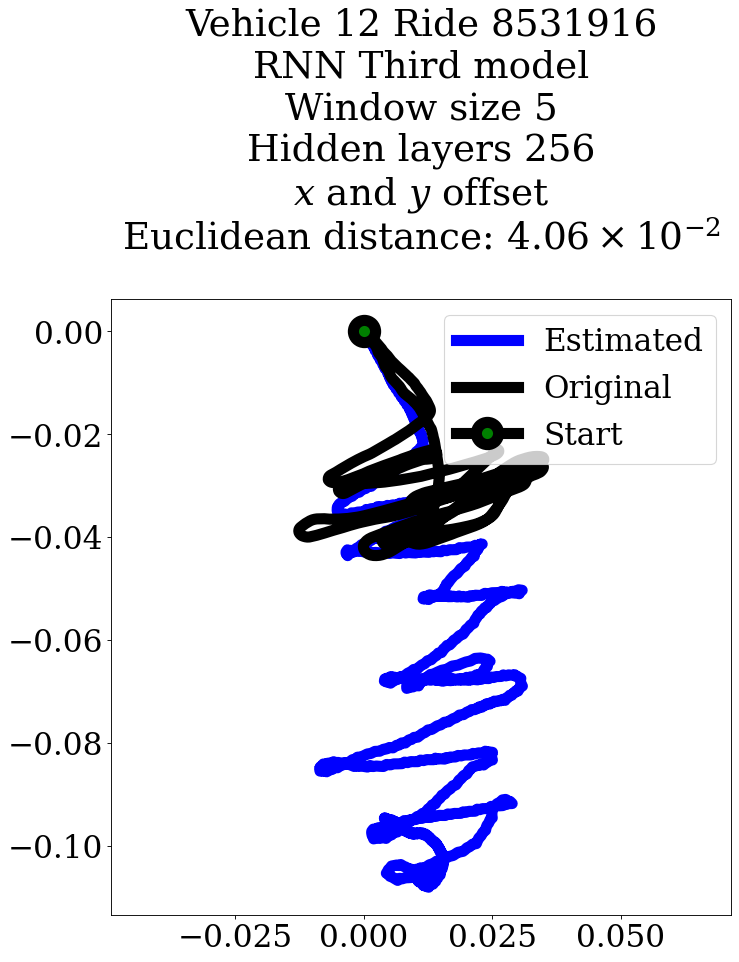 Vehicle 12 Ride 8531916
RNN Third model
Window size 5
Hidden layers 256
x and y offset
Euclidean distance: 4.06 × 10⁻²
Estimated
Original
Start
0.00
−0.02
−0.04
−0.06
−0.08
−0.10
−0.025 0.000 0.025 0.050